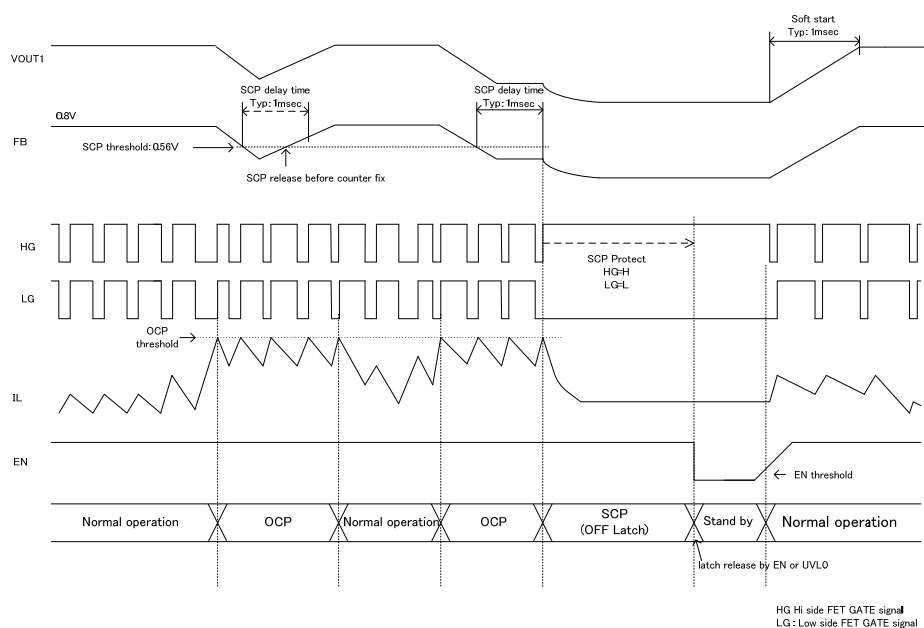 Soft start
Typ: 1msec
VOUT1
SCP delay time
Typ: 1msec
SCP delay time
Typ: 1msec
0.8V
FB
SCP threshold: 0.56V
SCP release before counter fix
HG
SCP Protect
HG=H
LG=L
LG
OCP
threshold
IL
EN
EN threshold
Normal operation
OCP
Normal operation
OCP
SCP
(OFF Latch)
Stand by
Normal operation
latch release by EN or UVLO
HG Hi side FET GATE signal
LG : Low side FET GATE signal